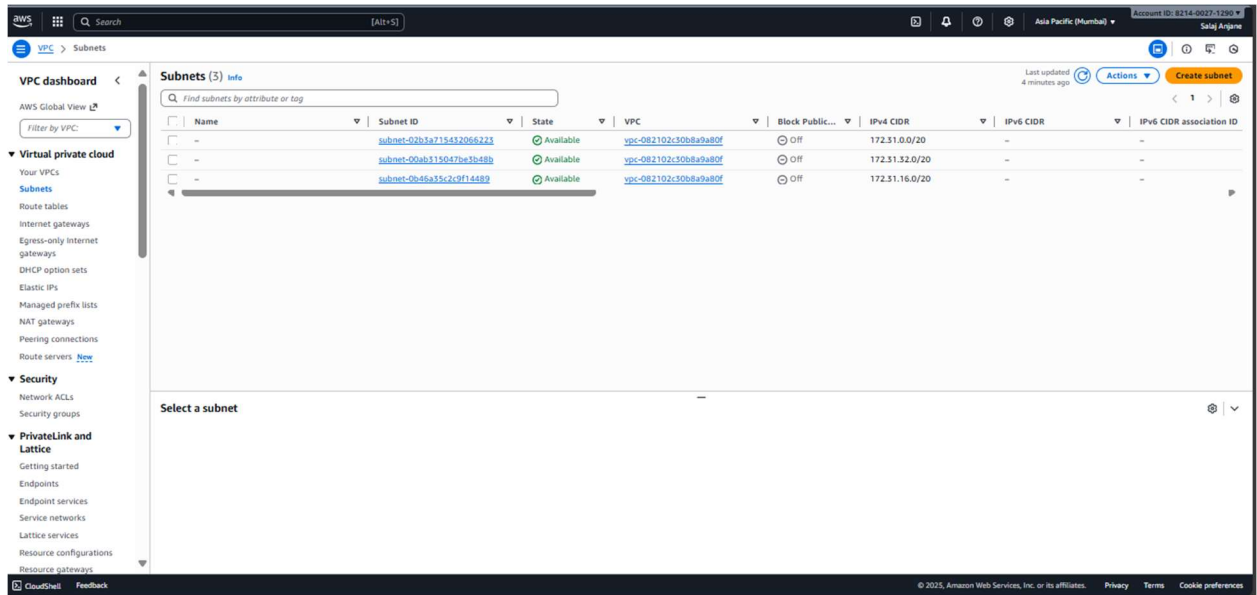 aws
Search [Alt+S]
Asia Pacific (Mumbai)
Account ID: 8214-0027-1290
Salaj Anjane
VPC > Subnets
VPC dashboard
AWS Global View
Filter by VPC:
Virtual private cloud
Your VPCs
Subnets
Route tables
Internet gateways
Egress-only Internet
gateways
DHCP option sets
Elastic IPs
Managed prefix lists
NAT gateways
Peering connections
Route servers New
Security
Network ACLs
Security groups
PrivateLink and
Lattice
Getting started
Endpoints
Endpoint services
Service networks
Lattice services
Resource configurations
Resource gateways
Subnets (3) Info
Last updated
4 minutes ago
Actions
Create subnet
Find subnets by attribute or tag
< 1 >
Name Subnet ID State VPC Block Public... IPv4 CIDR IPv6 CIDR IPv6 CIDR association ID
– subnet-02b3a715432066223 Available vpc-082102c30b8a9a80f Off 172.31.0.0/20 – –
– subnet-00ab315047be3b48b Available vpc-082102c30b8a9a80f Off 172.31.32.0/20 – –
– subnet-0b46a35c2c9f14489 Available vpc-082102c30b8a9a80f Off 172.31.16.0/20 – –
Select a subnet
CloudShell Feedback
© 2025, Amazon Web Services, Inc. or its affiliates. Privacy Terms Cookie preferences